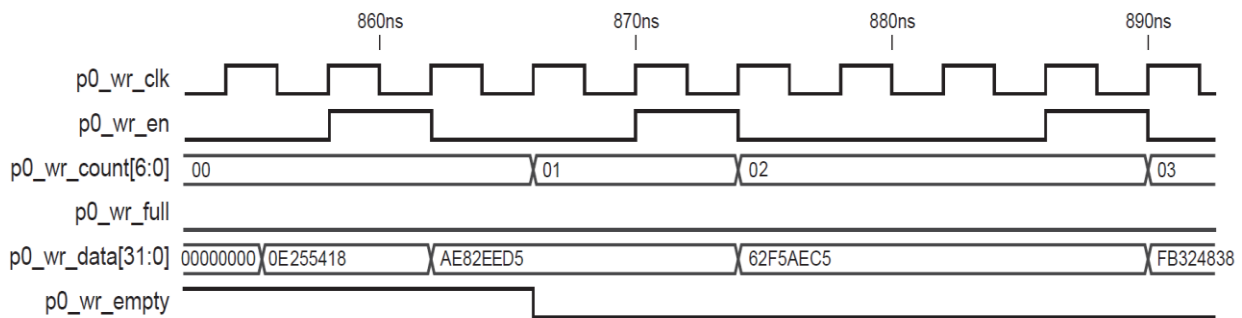 860ns 870ns 880ns 890ns
p0_wr_clk
p0_wr_en
p0_wr_count[6:0] 00 01 02 03
p0_wr_full
p0_wr_data[31:0] 00000000 0E255418 AE82EED5 62F5AEC5 FB324838
p0_wr_empty